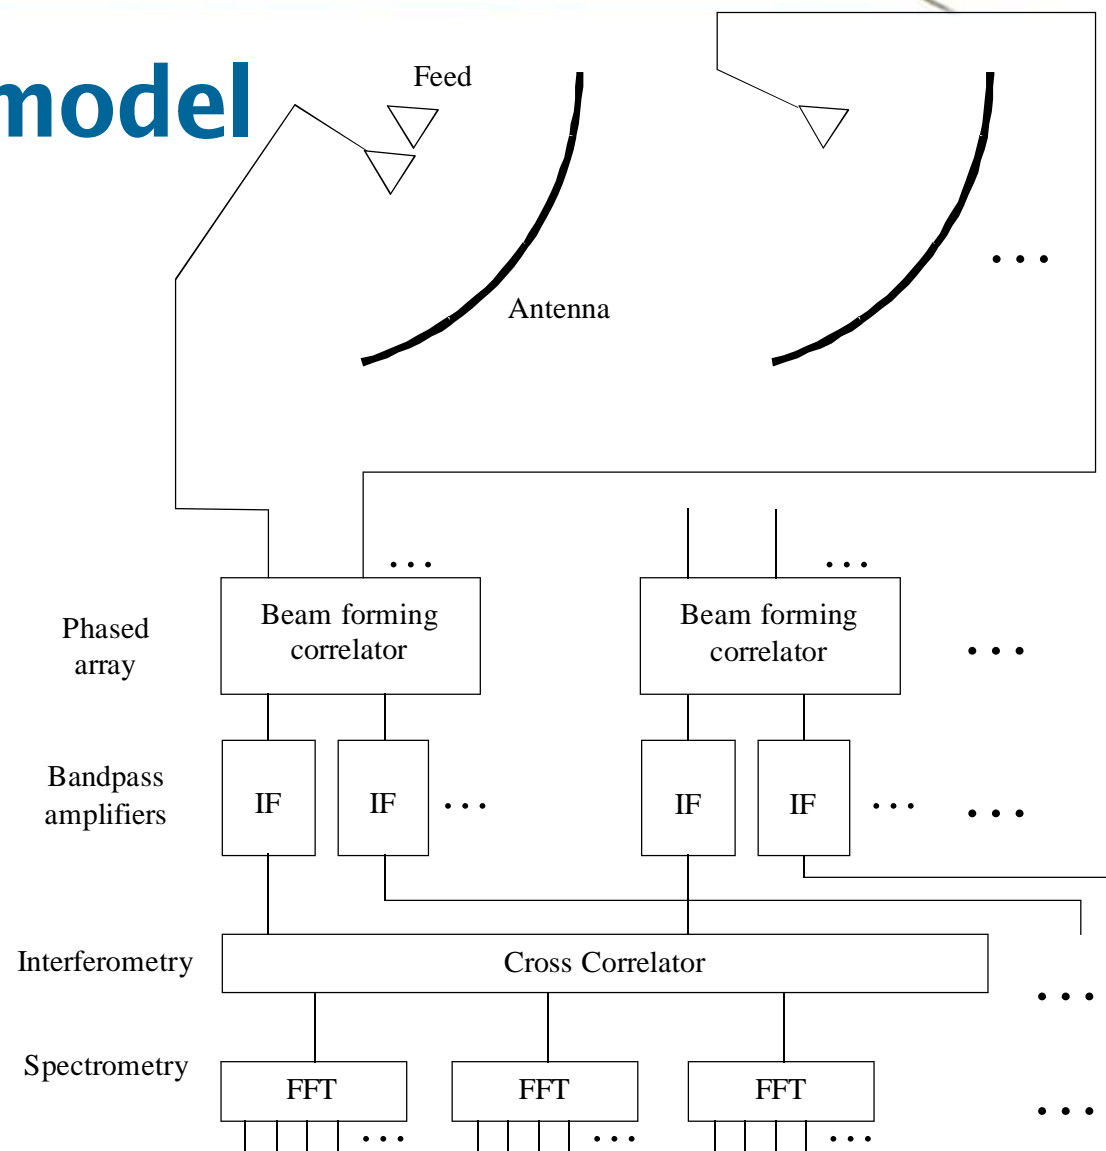 model
Feed
Antenna
• • •
• • •
• • •
Phased
array
Beam forming
correlator
Beam forming
correlator
• • •
Bandpass
amplifiers
IF
IF
• • •
IF
IF
• • •
• • •
Interferometry
Cross Correlator
• • •
Spectrometry
FFT
FFT
FFT
• • •
• • •
• • •
• • •